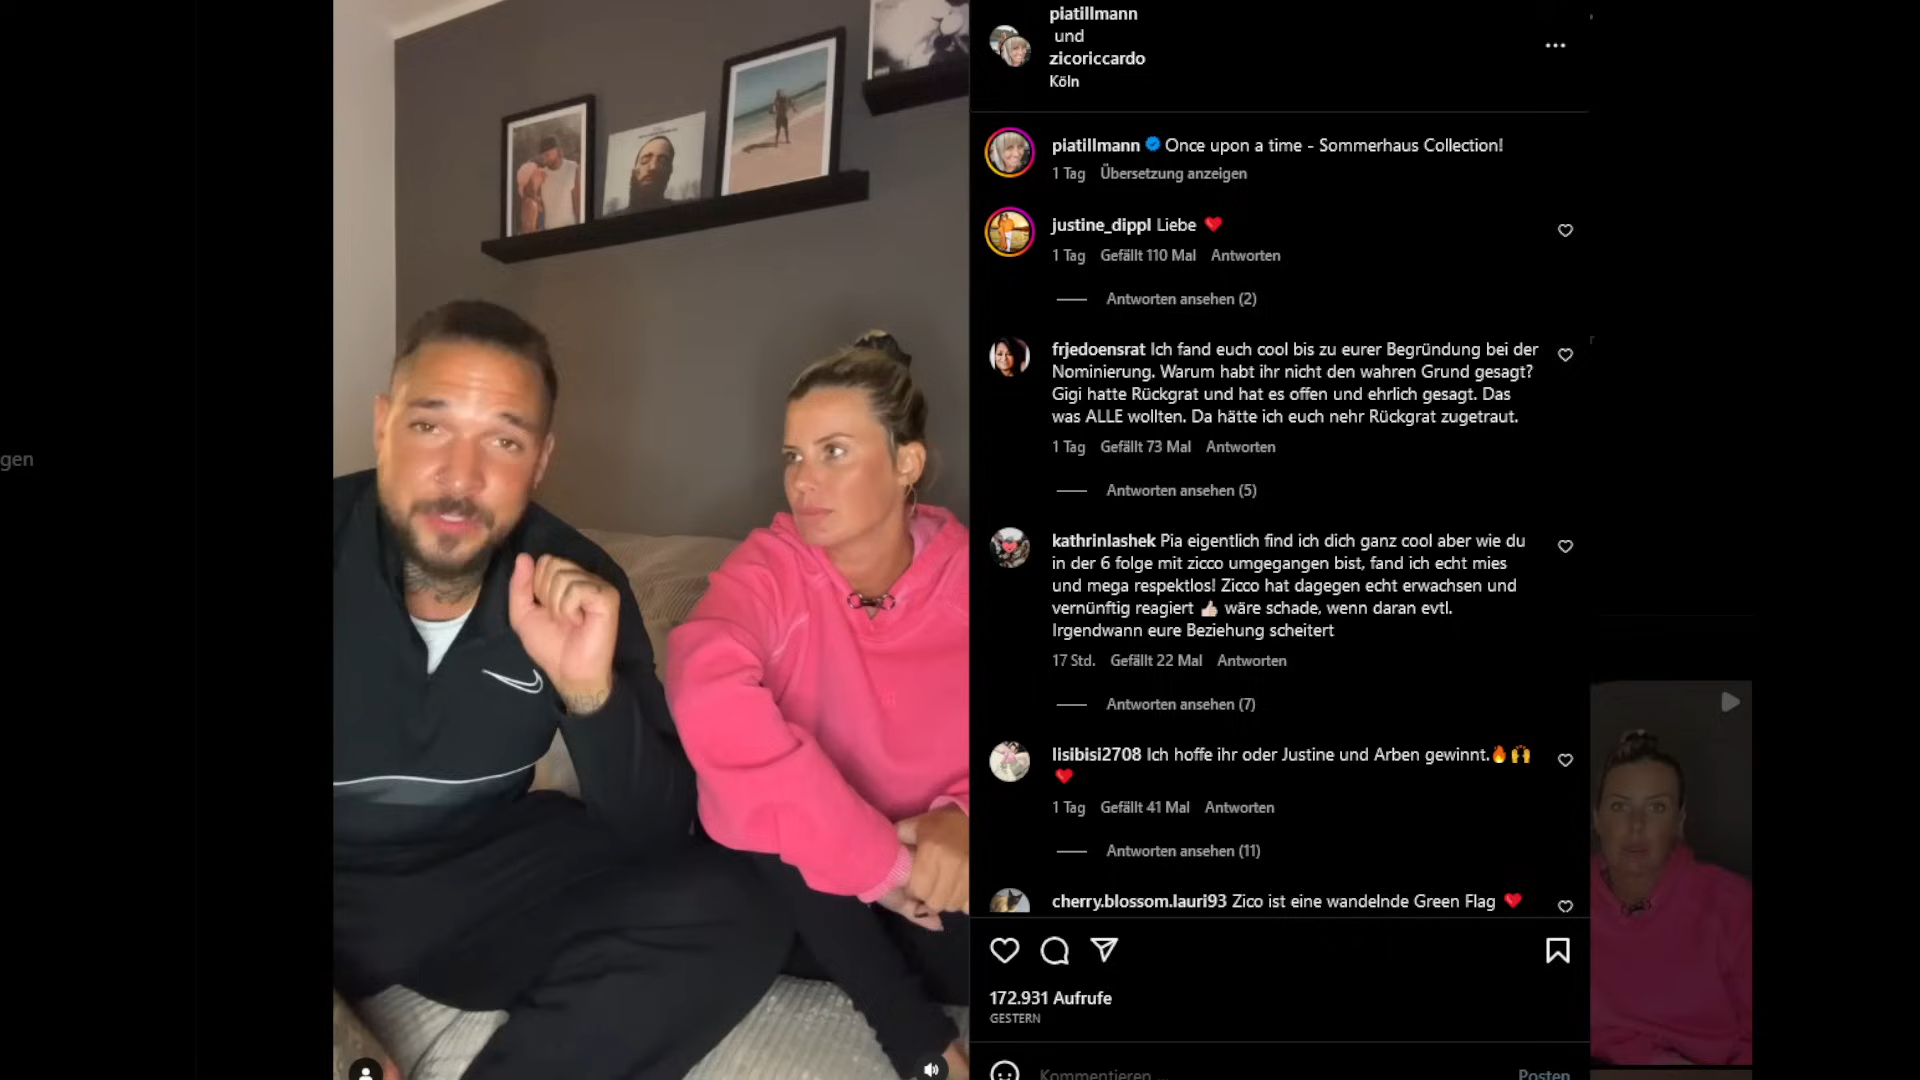 piatillmann
und
zicoriccardo
Köln
piatillmann Once upon a time - Sommerhaus Collection!
1 Tag Übersetzung anzeigen
justine_dippl Liebe ❤️
1 Tag Gefällt 110 Mal Antworten
Antworten ansehen (2)
frjedoensrat Ich fand euch cool bis zu eurer Begründung bei der
Nominierung. Warum habt ihr nicht den wahren Grund gesagt?
Gigi hatte Rückgrat und hat es offen und ehrlich gesagt. Das
was ALLE wollten. Da hätte ich euch nehr Rückgrat zugetraut.
1 Tag Gefällt 73 Mal Antworten
Antworten ansehen (5)
kathrinlashek Pia eigentlich find ich dich ganz cool aber wie du
in der 6 folge mit zicco umgegangen bist, fand ich echt mies
und mega respektlos! Zicco hat dagegen echt erwachsen und
vernünftig reagiert 👍🏻 wäre schade, wenn daran evtl.
Irgendwann eure Beziehung scheitert
17 Std. Gefällt 22 Mal Antworten
Antworten ansehen (7)
lisibisi2708 Ich hoffe ihr oder Justine und Arben gewinnt.🔥🙌
❤️
1 Tag Gefällt 41 Mal Antworten
Antworten ansehen (11)
cherry.blossom.lauri93 Zico ist eine wandelnde Green Flag ❤️
172.931 Aufrufe
GESTERN
Kommentieren ...
Posten
gen